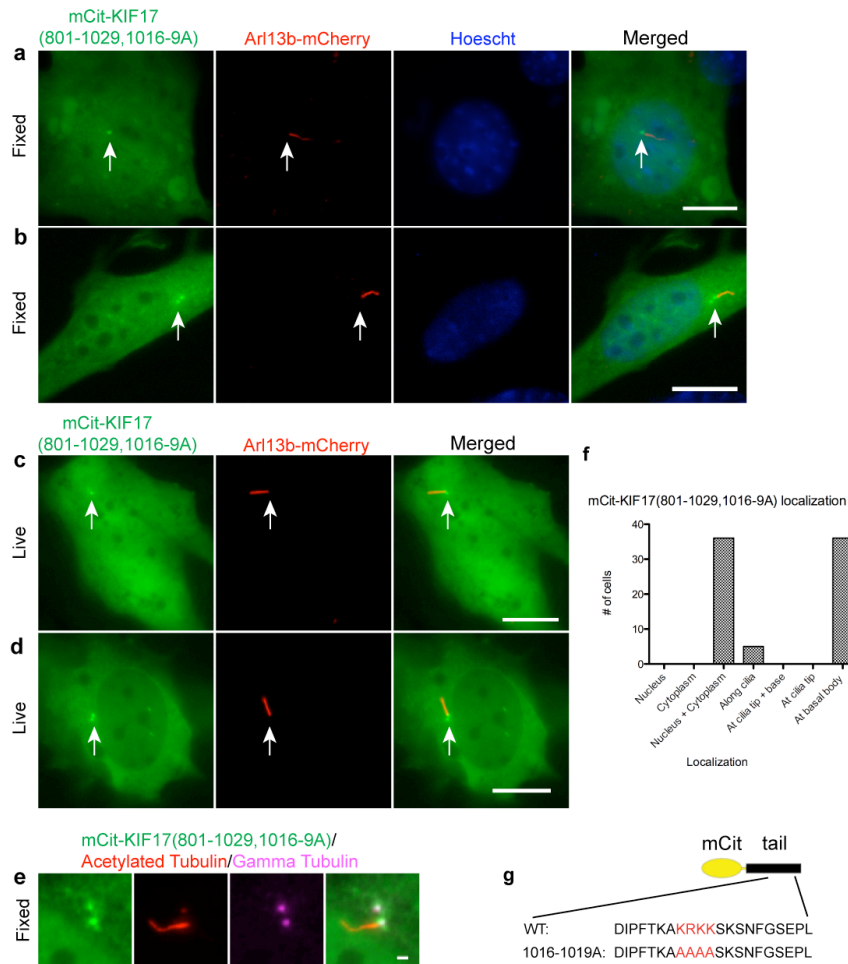 mCit-KIF17
(801-1029,1016-9A)
Arl13b-mCherry
Hoescht
Merged
a
Fixed
b
Fixed
mCit-KIF17
(801-1029,1016-9A)
Arl13b-mCherry
Merged
c
Live
d
Live
f
mCit-KIF17(801-1029,1016-9A) localization
# of cells
40
30
20
10
0
Nucleus
Cytoplasm
Nucleus + Cytoplasm
Along cilia
At cilia tip + base
At cilia tip
At basal body
Localization
mCit-KIF17(801-1029,1016-9A)/
Acetylated Tubulin/Gamma Tubulin
e
Fixed
g
mCit tail
WT: DIPFTKAKRKKSKSNFGSEPL
1016-1019A: DIPFTKAAAAASKSNFGSEPL